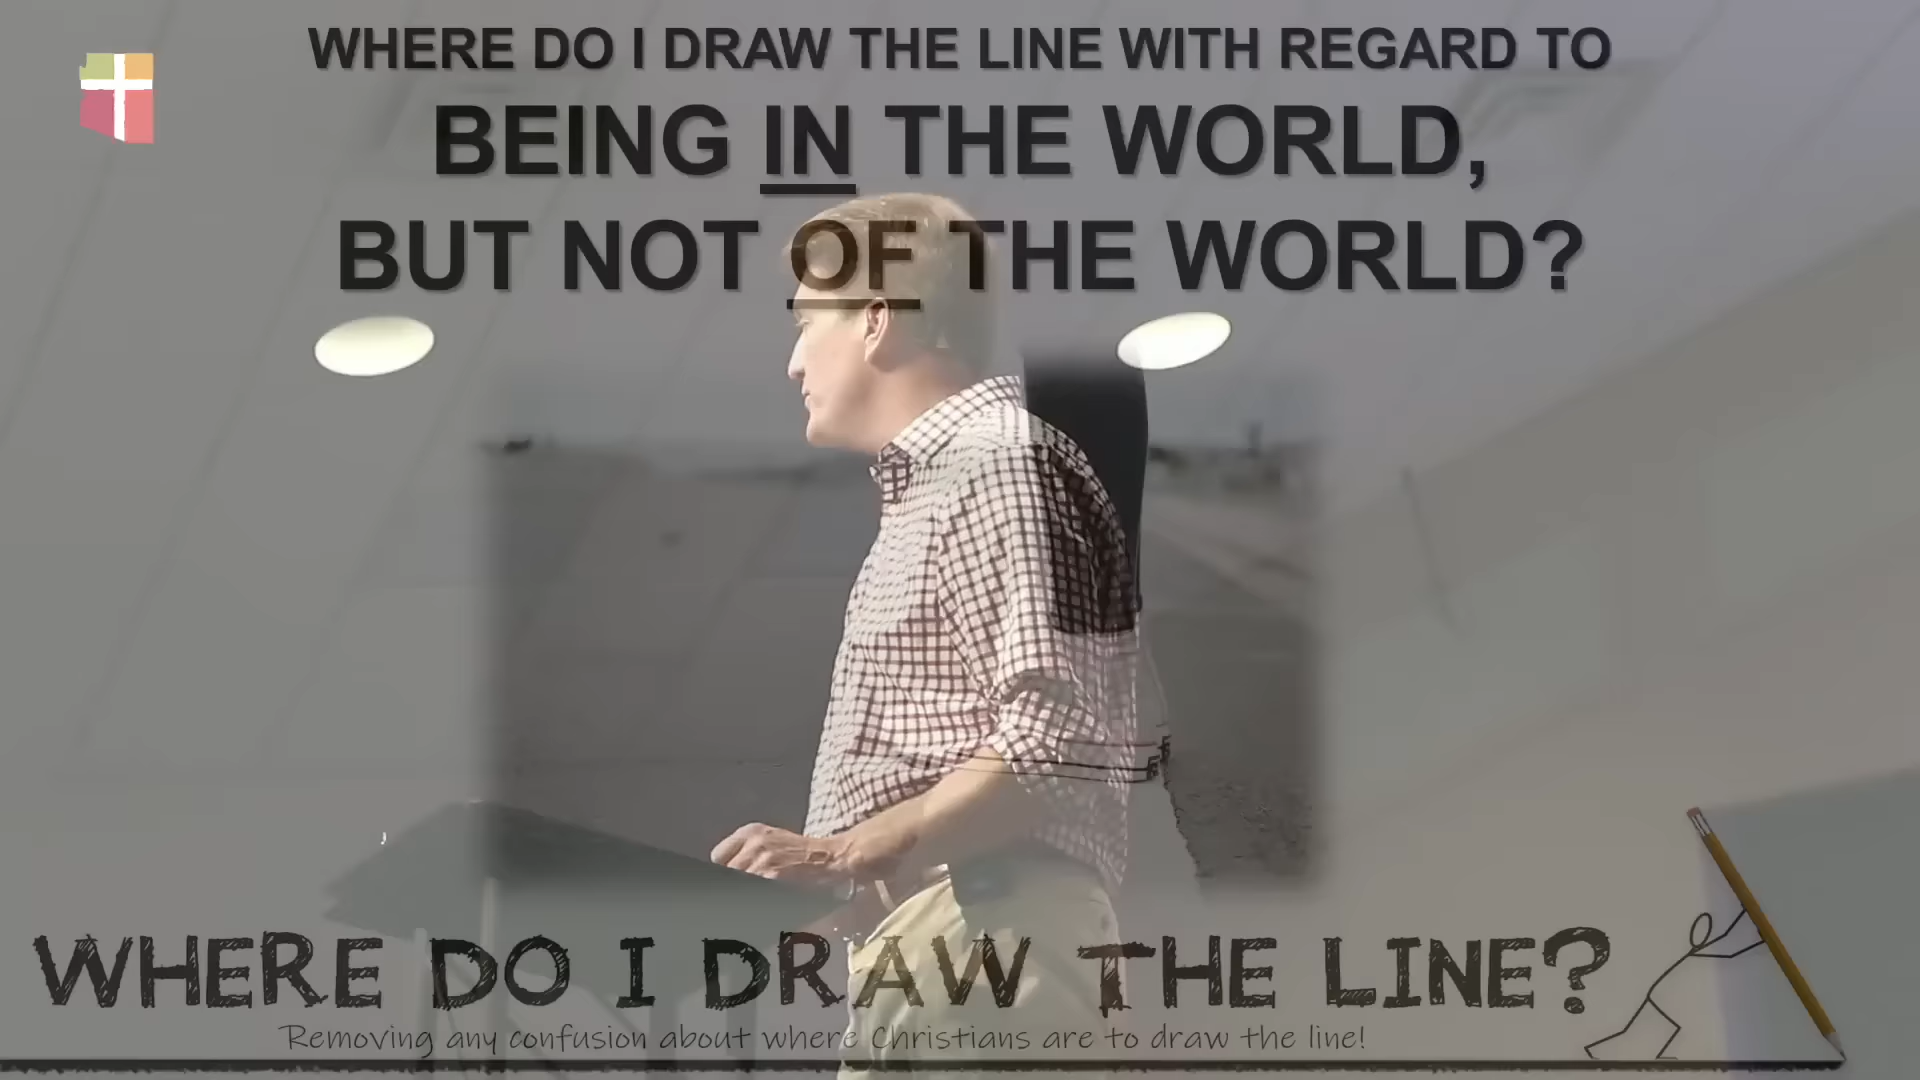 WHERE DO I DRAW THE LINE WITH REGARD TO
BEING IN THE WORLD,
BUT NOT OF THE WORLD?
WHERE DO I DRAW THE LINE?
Removing any confusion about where Christians are to draw the line!